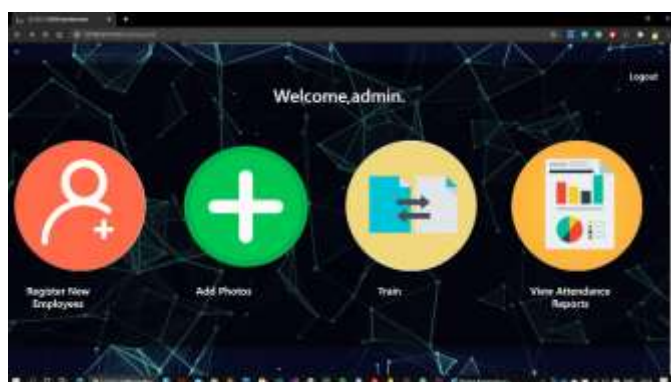 Logout
Welcome,admin.
Register New
Employees
Add Photos
Train
View Attendance
Reports